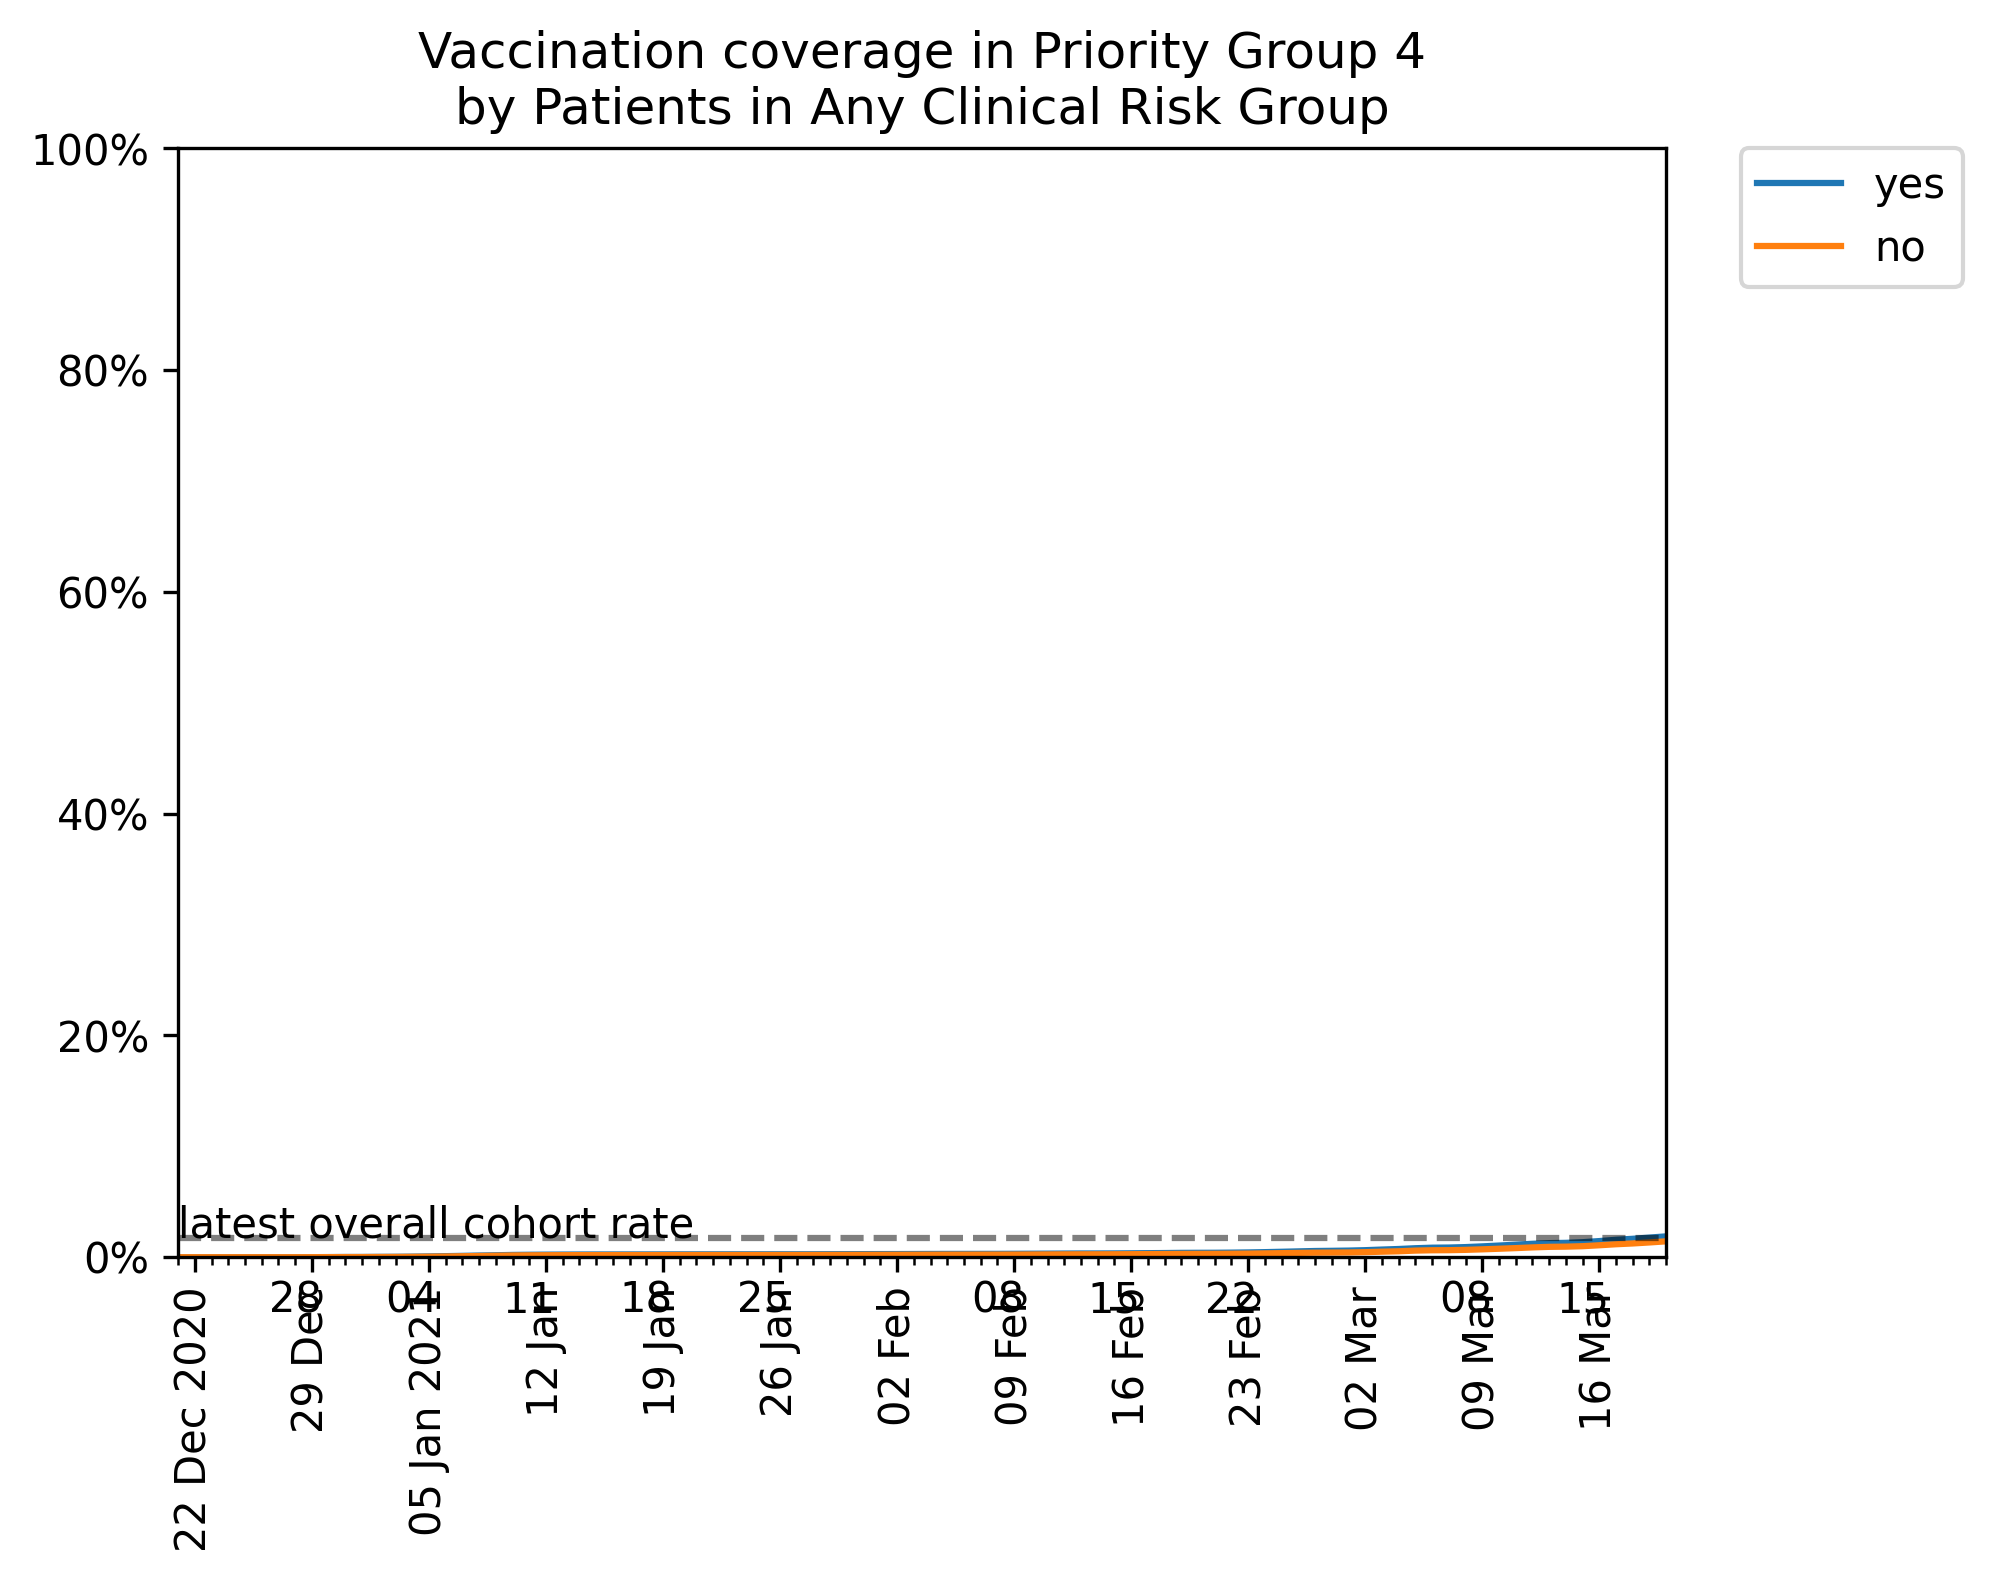 Vaccination coverage in Priority Group 4
by Patients in Any Clinical Risk Group
100%
80%
60%
40%
20%
0%
yes
no
latest overall cohort rate
28
04
11
18
25
08
15
22
08
15
22 Dec 2020
29 Dec
05 Jan 2021
12 Jan
19 Jan
26 Jan
02 Feb
09 Feb
16 Feb
23 Feb
02 Mar
09 Mar
16 Mar